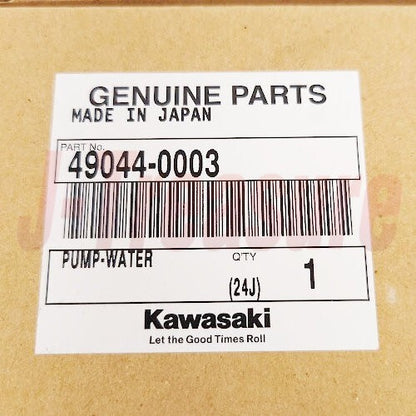 GENUINE PARTS
MADE IN JAPAN
PART No.
49044-0003
J-Treasure
PUMP-WATER
Q'TY
(24J) 1
Kawasaki
Let the Good Times Roll